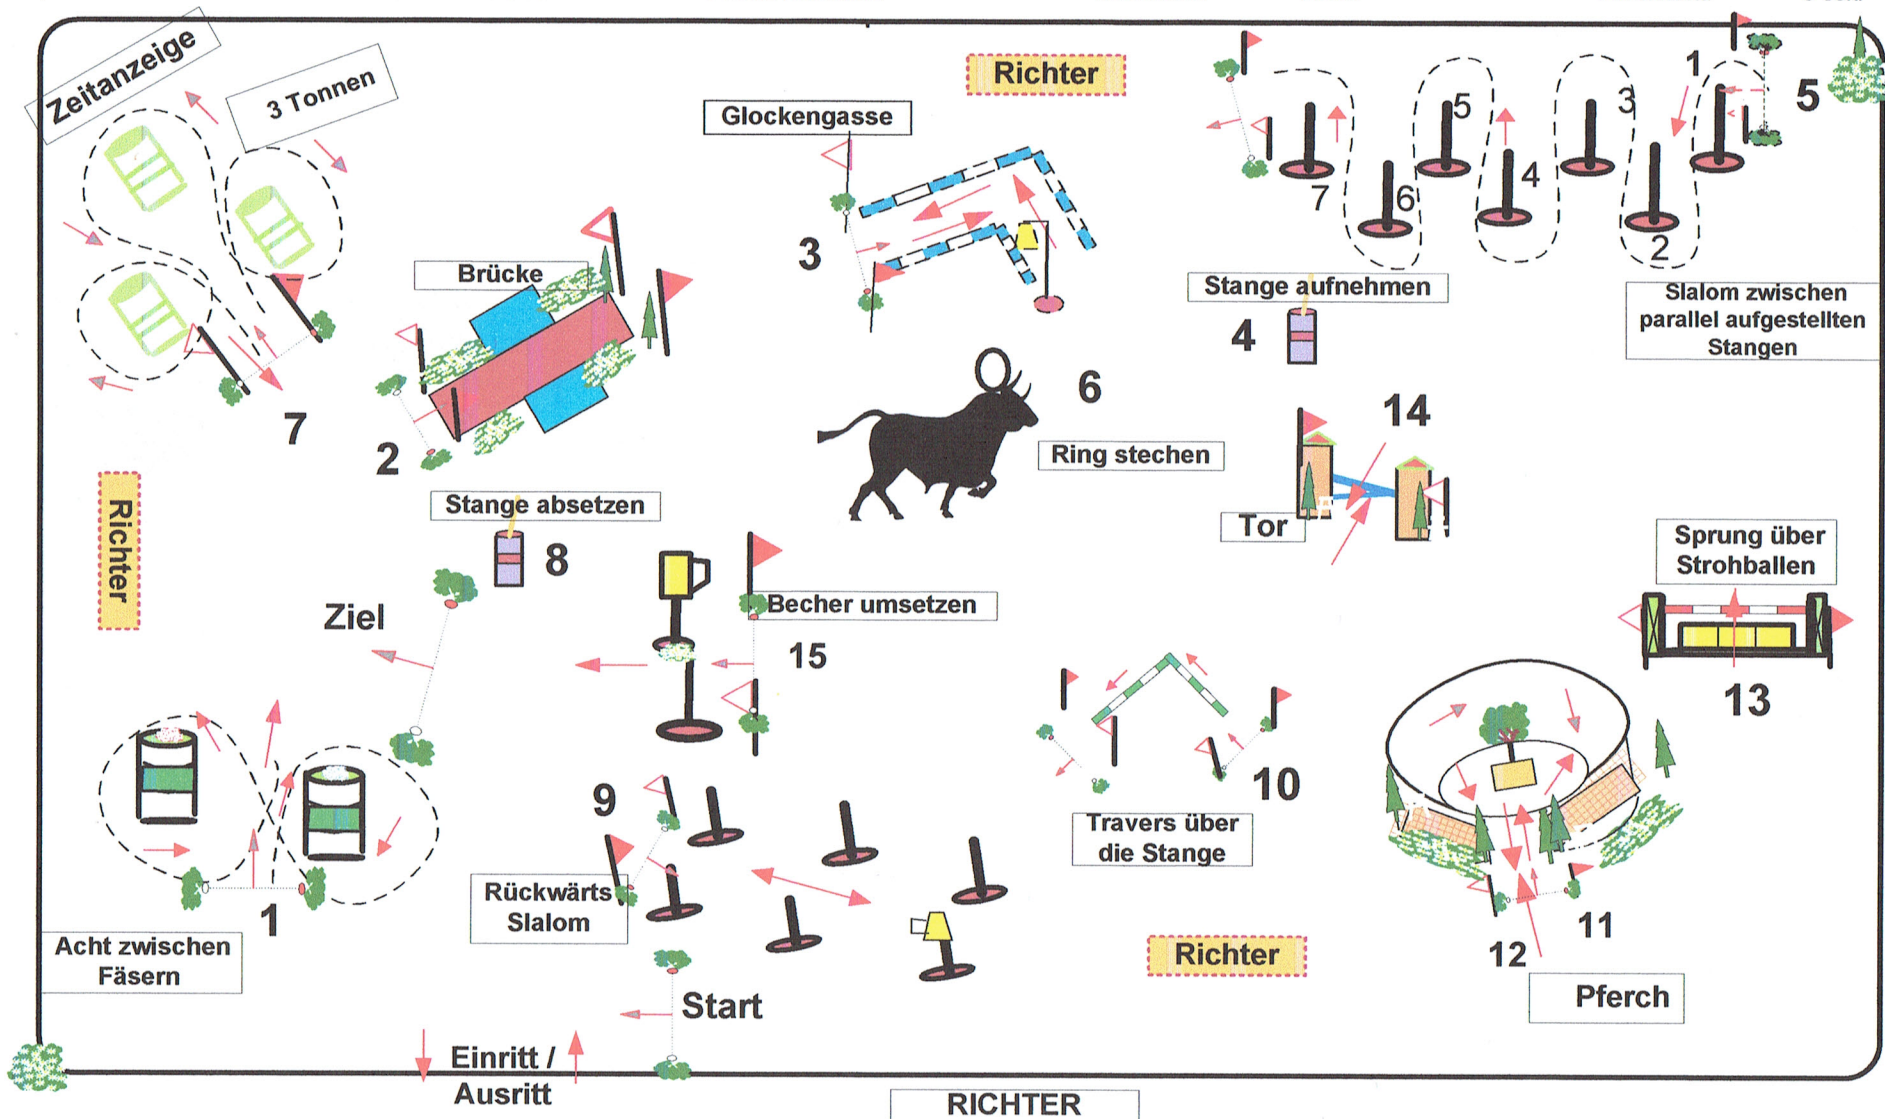 Zeitanzeige
3 Tonnen
7
Richter
Glockengasse
3
Brücke
2
1
2
3
4
5
6
7
5
Slalom zwischen
parallel aufgestellten
Stangen
Stange aufnehmen
4
6
Ring stechen
14
Tor
Richter
Stange absetzen
8
Ziel
Becher umsetzen
15
Sprung über
Strohballen
13
1
Acht zwischen
Fäsern
9
Rückwärts
Slalom
10
Travers über
die Stange
11
12
Pferch
Richter
Start
Einritt /
Ausritt
RICHTER